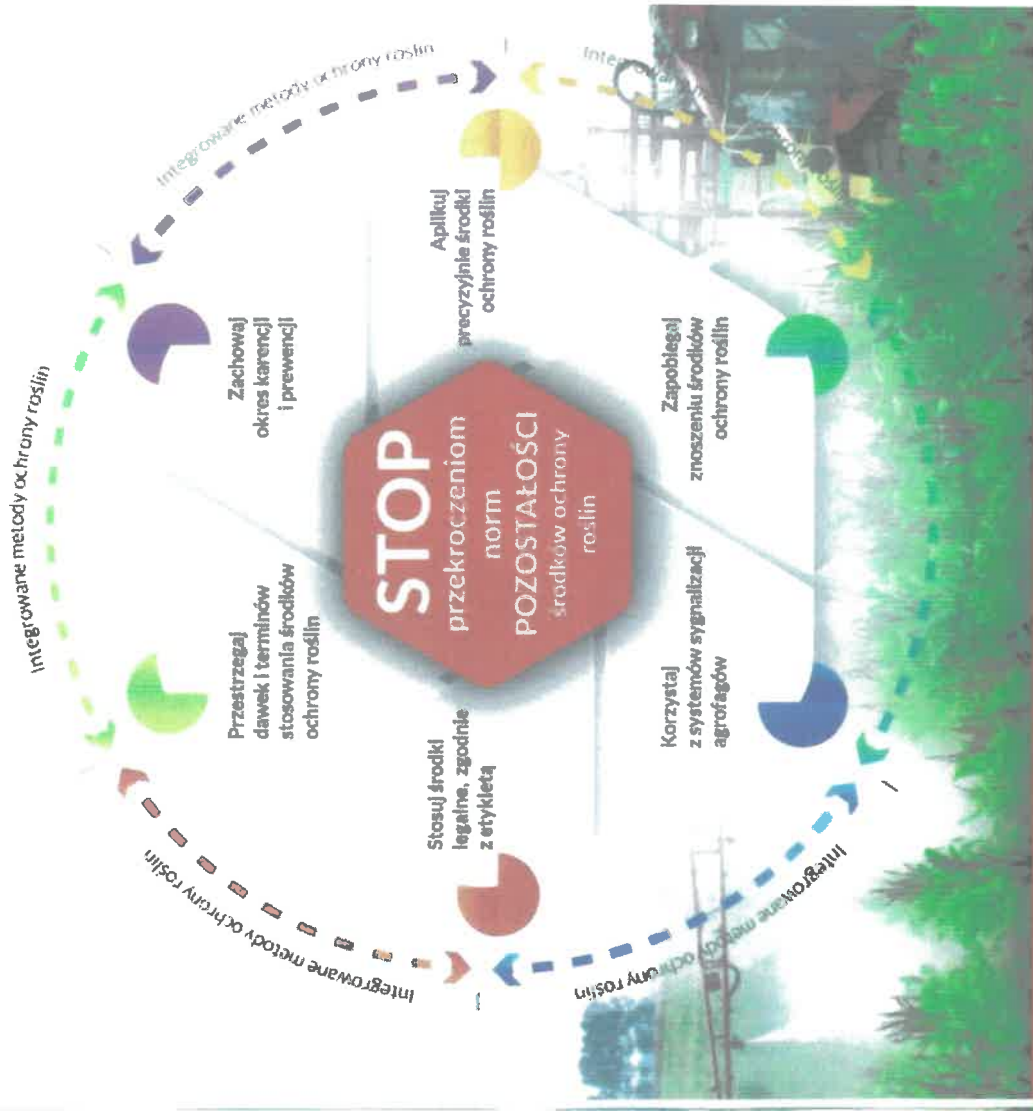 Integrowane metody ochrony roślin
Integrowane metody ochrony roślin
Integrowane metody ochrony roślin
Przestrzegaj
dawek i terminów
stosowania środków
ochrony roślin
Zachowaj
okres karencji
i prewencji
Stosuj środki
legalne, zgodnie
z etykietą
STOP
przekroczeniom
norm
POZOSTAŁOŚCI
środków ochrony
roślin
Aplikuj
precyzyjnie środki
ochrony roślin
Korzystaj
z systemów sygnalizacji
agrofagów
Zapobiegaj
znoszeniu środków
ochrony roślin
Integrowane metody ochrony roślin